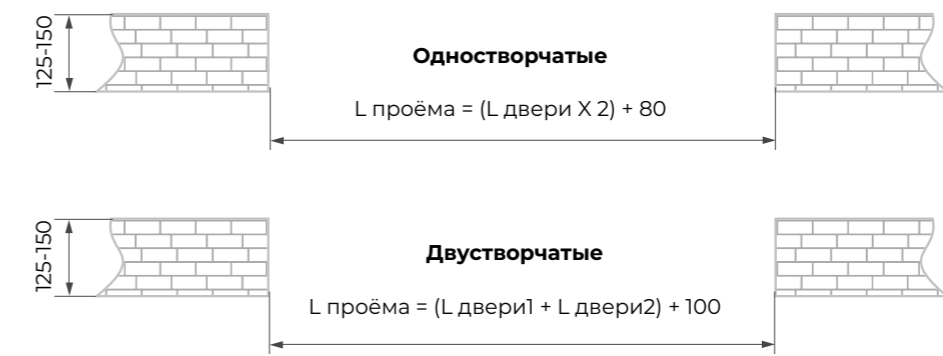 125-150
Одностворчатые
L проёма = (L двери X 2) + 80
125-150
Двустворчатые
L проёма = (L двери1 + L двери2) + 100